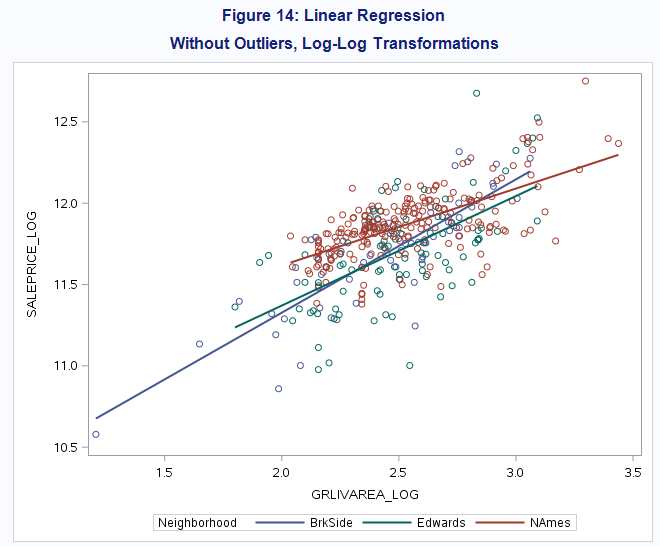 Figure 14: Linear Regression
Without Outliers, Log-Log Transformations
SALEPRICE_LOG
12.5
12.0
11.5
11.0
10.5
1.5 2.0 2.5 3.0 3.5
GRLIVAREA_LOG
Neighborhood BrkSide Edwards NAmes